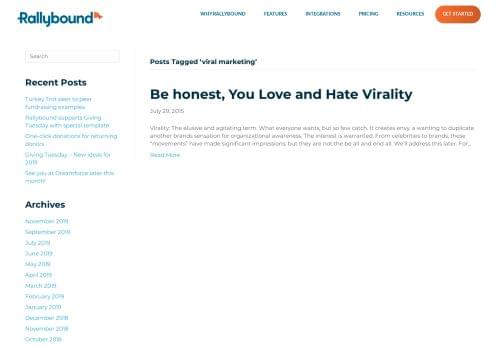 Rallybound
WHY RALLYBOUND
FEATURES
INTEGRATIONS
PRICING
RESOURCES
GET STARTED
Search
Recent Posts
Turkey Trot peer to peer
fundraising examples
Rallybound supports Giving
Tuesday with special template
One-click donations for returning
donors
Giving Tuesday – New ideas for
2019
See you at Dreamforce later this
month!
Archives
November 2019
September 2019
July 2019
June 2019
May 2019
April 2019
March 2019
February 2019
January 2019
December 2018
November 2018
October 2018
Posts Tagged 'viral marketing'
Be honest, You Love and Hate Virality
July 29, 2015
Virality: The elusive and agitating term. What everyone wants, but so few catch. It creates envy, a wanting to duplicate
another brands sensation for organizational awareness. The interest is warranted. From celebrities to brands, these
"movements" have made significant impressions, but they are not the be all and end all. We'll address this later. For...
Read More